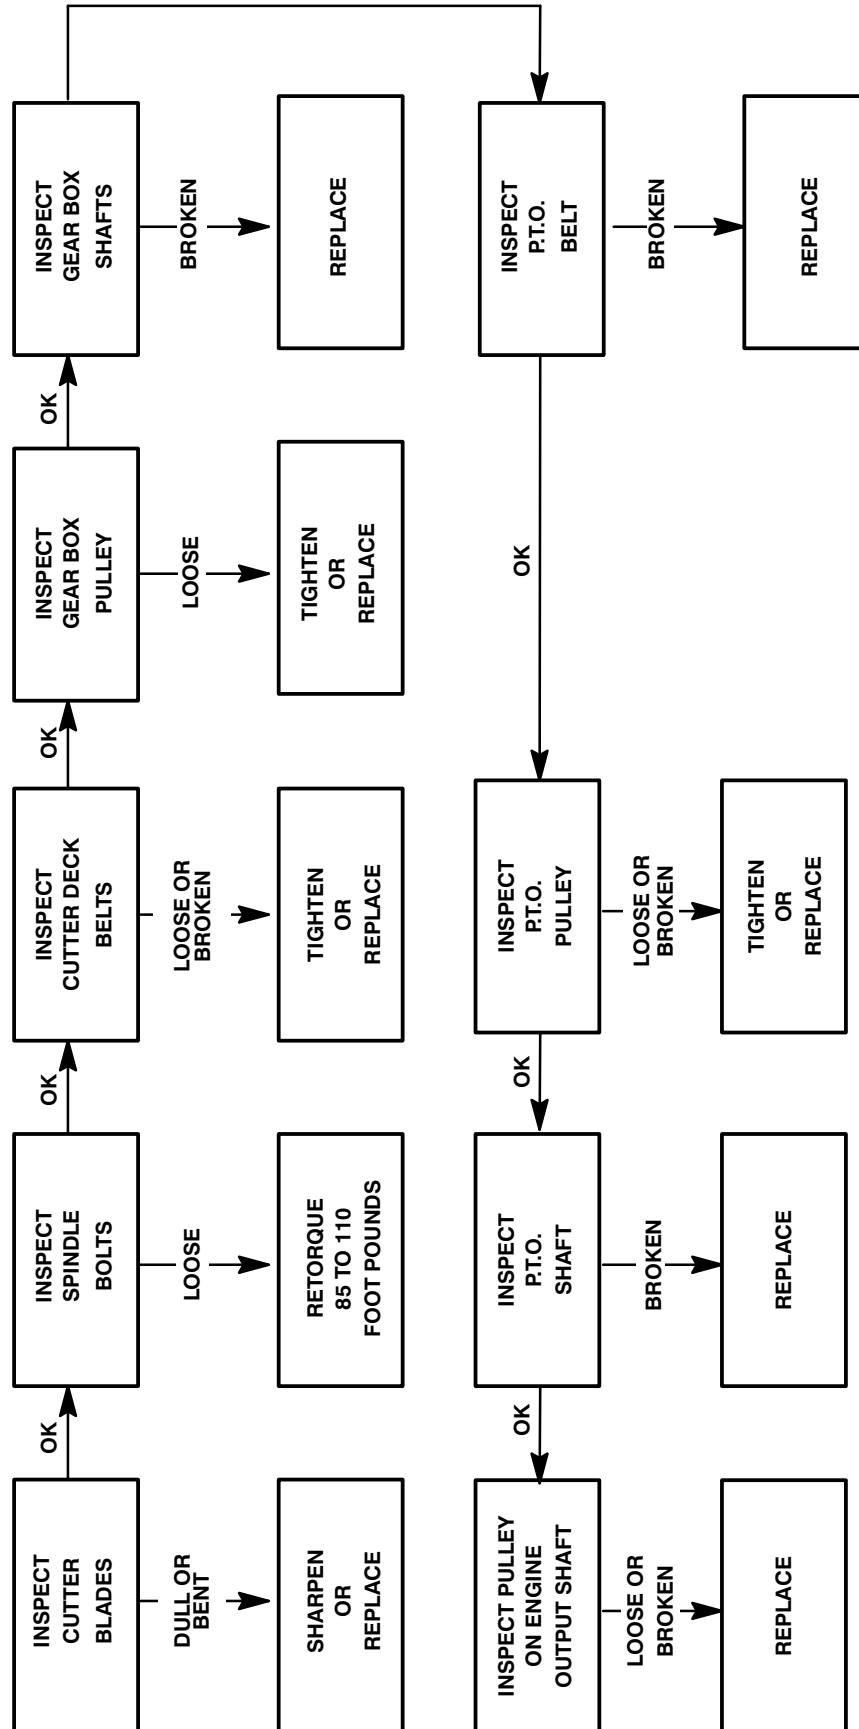 INSPECT
CUTTER
BLADES
OK
INSPECT
SPINDLE
BOLTS
OK
INSPECT
CUTTER DECK
BELTS
OK
INSPECT
GEAR BOX
PULLEY
OK
INSPECT
GEAR BOX
SHAFTS
DULL OR
BENT
LOOSE
LOOSE OR
BROKEN
LOOSE
BROKEN
SHARPEN
OR
REPLACE
RETORQUE
85 TO 110
FOOT POUNDS
TIGHTEN
OR
REPLACE
TIGHTEN
OR
REPLACE
REPLACE
INSPECT PULLEY
ON ENGINE
OUTPUT SHAFT
OK
INSPECT
P.T.O.
SHAFT
OK
INSPECT
P.T.O.
PULLEY
OK
INSPECT
P.T.O.
BELT
LOOSE OR
BROKEN
BROKEN
LOOSE OR
BROKEN
BROKEN
REPLACE
REPLACE
TIGHTEN
OR
REPLACE
REPLACE